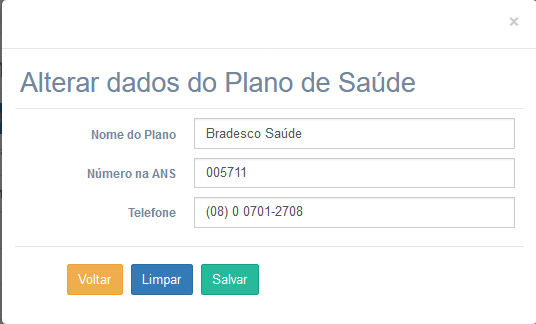 ×
Alterar dados do Plano de Saúde
Nome do Plano Bradesco Saúde
Número na ANS 005711
Telefone (08) 0 0701-2708
Voltar Limpar Salvar